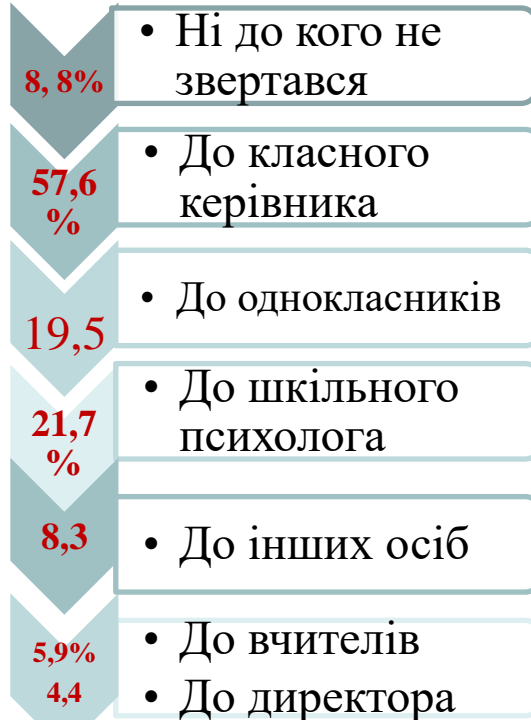 8, 8%
• Ні до кого не
звертався
57,6
%
• До класного
керівника
19,5
• До однокласників
21,7
%
• До шкільного
психолога
8,3
• До інших осіб
5,9%
• До вчителів
4,4
• До директора